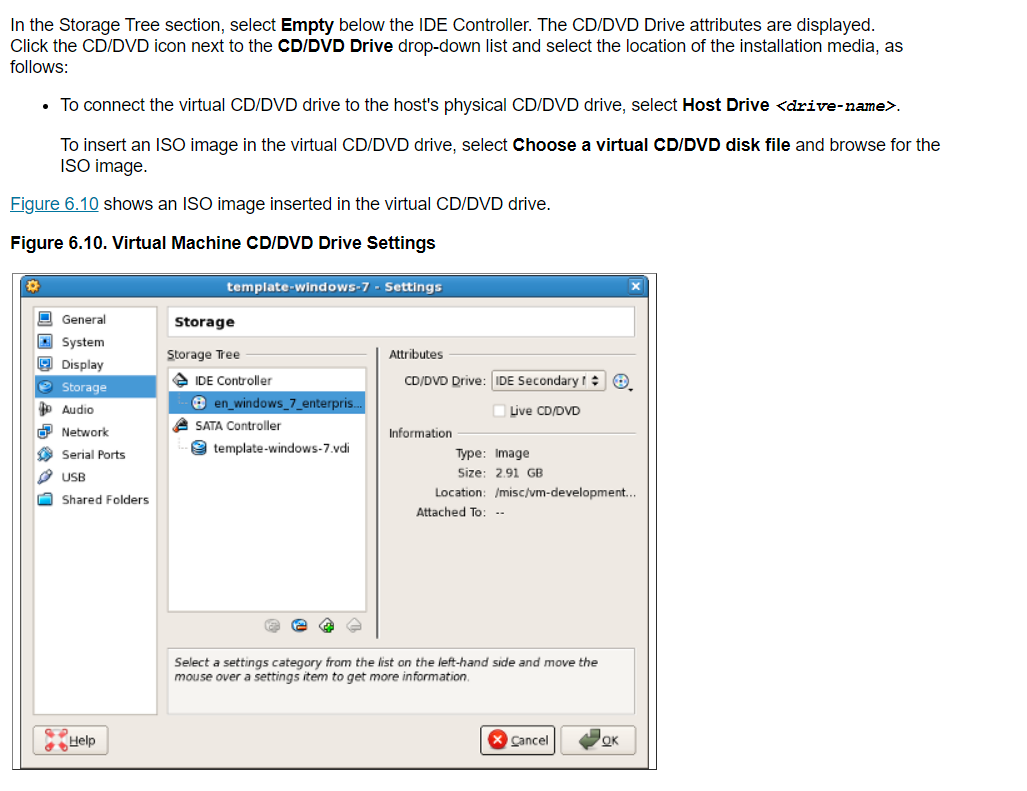 In the Storage Tree section, select Empty below the IDE Controller. The CD/DVD Drive attributes are displayed.
Click the CD/DVD icon next to the CD/DVD Drive drop-down list and select the location of the installation media, as
follows:
• To connect the virtual CD/DVD drive to the host's physical CD/DVD drive, select Host Drive <drive-name>.
To insert an ISO image in the virtual CD/DVD drive, select Choose a virtual CD/DVD disk file and browse for the
ISO image.
Figure 6.10 shows an ISO image inserted in the virtual CD/DVD drive.
Figure 6.10. Virtual Machine CD/DVD Drive Settings
template-windows-7 - Settings
General
System
Display
Storage
Audio
Network
Serial Ports
USB
Shared Folders
Storage
Storage Tree
IDE Controller
en_windows_7_enterpris...
SATA Controller
template-windows-7.vdi
Attributes
CD/DVD Drive: IDE Secondary
Live CD/DVD
Information
Type: Image
Size: 2.91 GB
Location: /misc/vm-development...
Attached To: --
Select a settings category from the list on the left-hand side and move the
mouse over a settings item to get more information.
Help
Cancel
OK